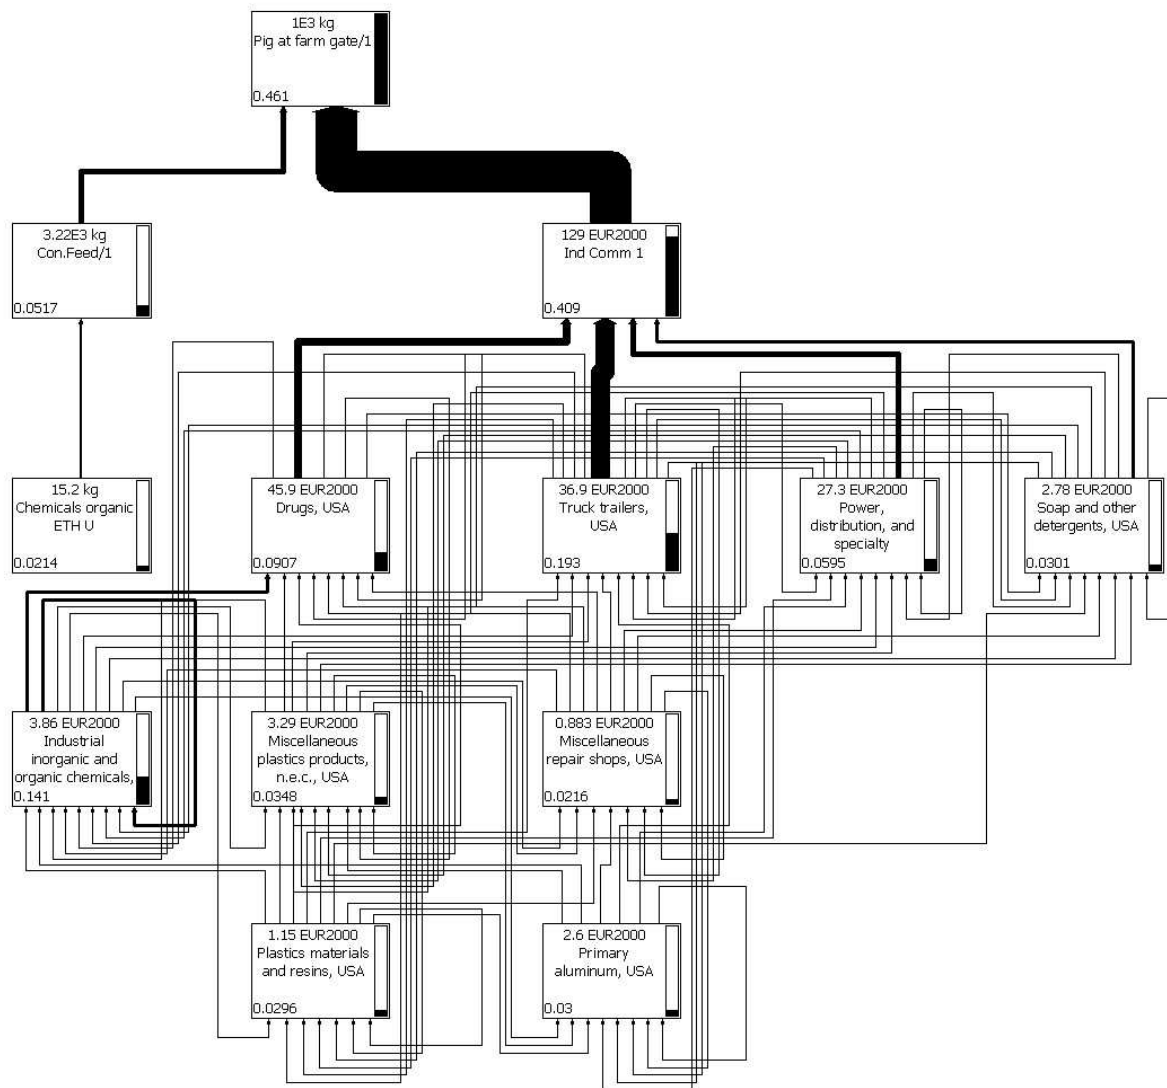 1E3 kg
Pig at farm gate/1
0.461
3.22E3 kg
Con.Feed/1
0.0517
129 EUR2000
Ind Comm 1
0.409
15.2 kg
Chemicals organic
ETH U
0.0214
45.9 EUR2000
Drugs, USA
0.0907
36.9 EUR2000
Truck trailers,
USA
0.193
27.3 EUR2000
Power,
distribution, and
specialty
0.0595
2.78 EUR2000
Soap and other
detergents, USA
0.0301
3.86 EUR2000
Industrial
inorganic and
organic chemicals,
0.141
3.29 EUR2000
Miscellaneous
plastics products,
n.e.c., USA
0.0348
0.883 EUR2000
Miscellaneous
repair shops, USA
0.0216
1.15 EUR2000
Plastics materials
and resins, USA
0.0296
2.6 EUR2000
Primary
aluminum, USA
0.03